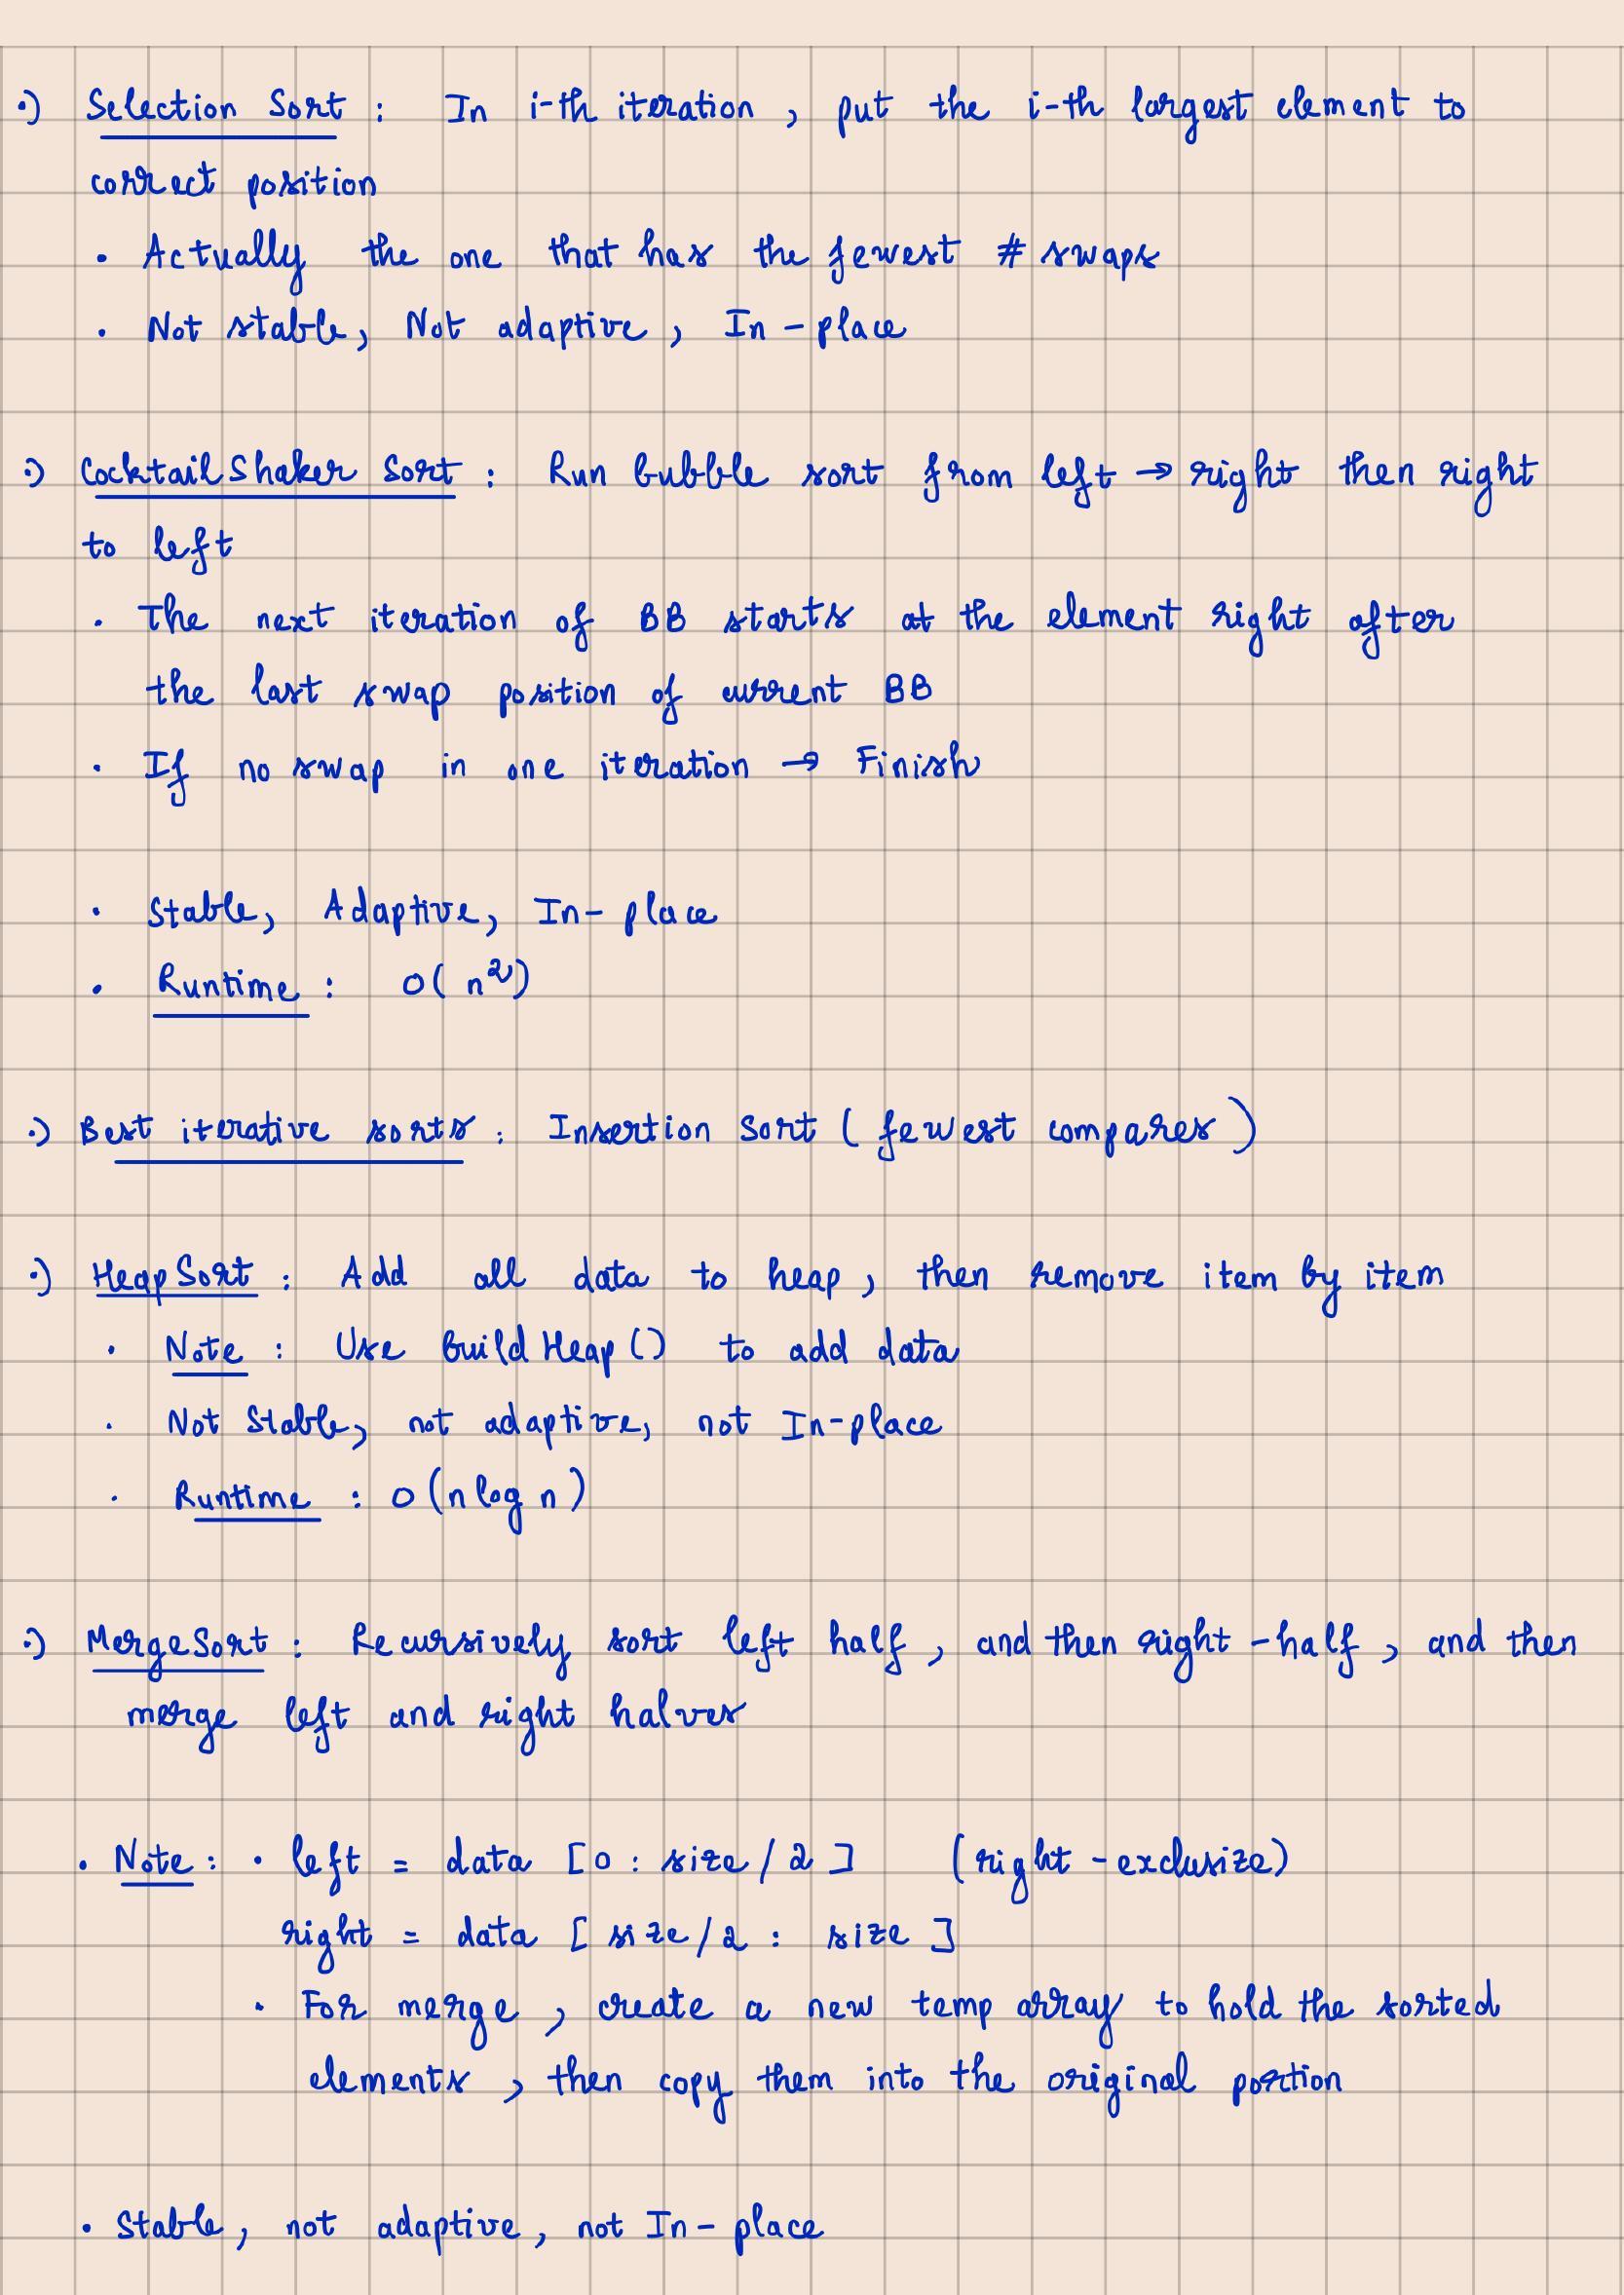 ·) Selection Sort : In i-th iteration , put the i-th largest element to
correct position
· Actually the one that has the fewest # swaps
· Not stable, Not adaptive , In-place
·) Cocktail Shaker Sort : Run bubble sort from left → right then right
to left
· The next iteration of BB starts at the element right after
the last swap position of current BB
· If no swap in one iteration → Finish
· Stable, Adaptive, In-place
· Runtime : O( n²)
·) Best iterative sorts : Insertion Sort ( fewest compares )
·) Heap Sort : Add all data to heap , then remove item by item
· Note : Use Build Heap () to add data
· Not Stable, not adaptive, not In-place
· Runtime : O (n log n )
·) Merge Sort : Recursively sort left half , and then right-half , and then
merge left and right halves
· Note : · left = data [0 : size/2 ] (right-exclusize)
right = data [ size/2 : size ]
· For merge , create a new temp array to hold the sorted
elements , then copy them into the original portion
· Stable , not adaptive , not In-place